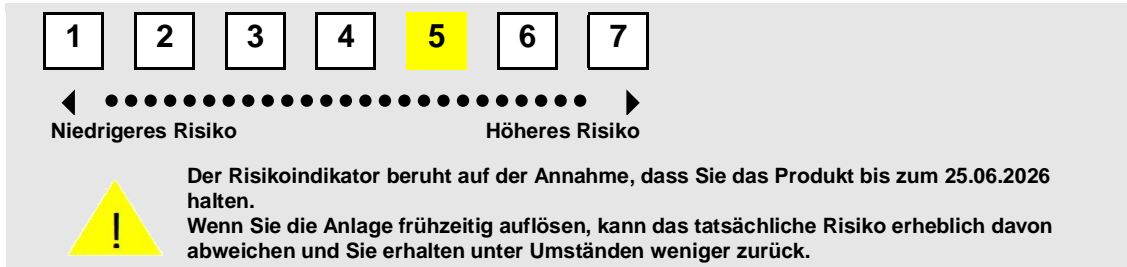 1 2 3 4 5 6 7
Niedrigeres Risiko Höheres Risiko
Der Risikoindikator beruht auf der Annahme, dass Sie das Produkt bis zum 25.06.2026
halten.
Wenn Sie die Anlage frühzeitig auflösen, kann das tatsächliche Risiko erheblich davon
abweichen und Sie erhalten unter Umständen weniger zurück.
!